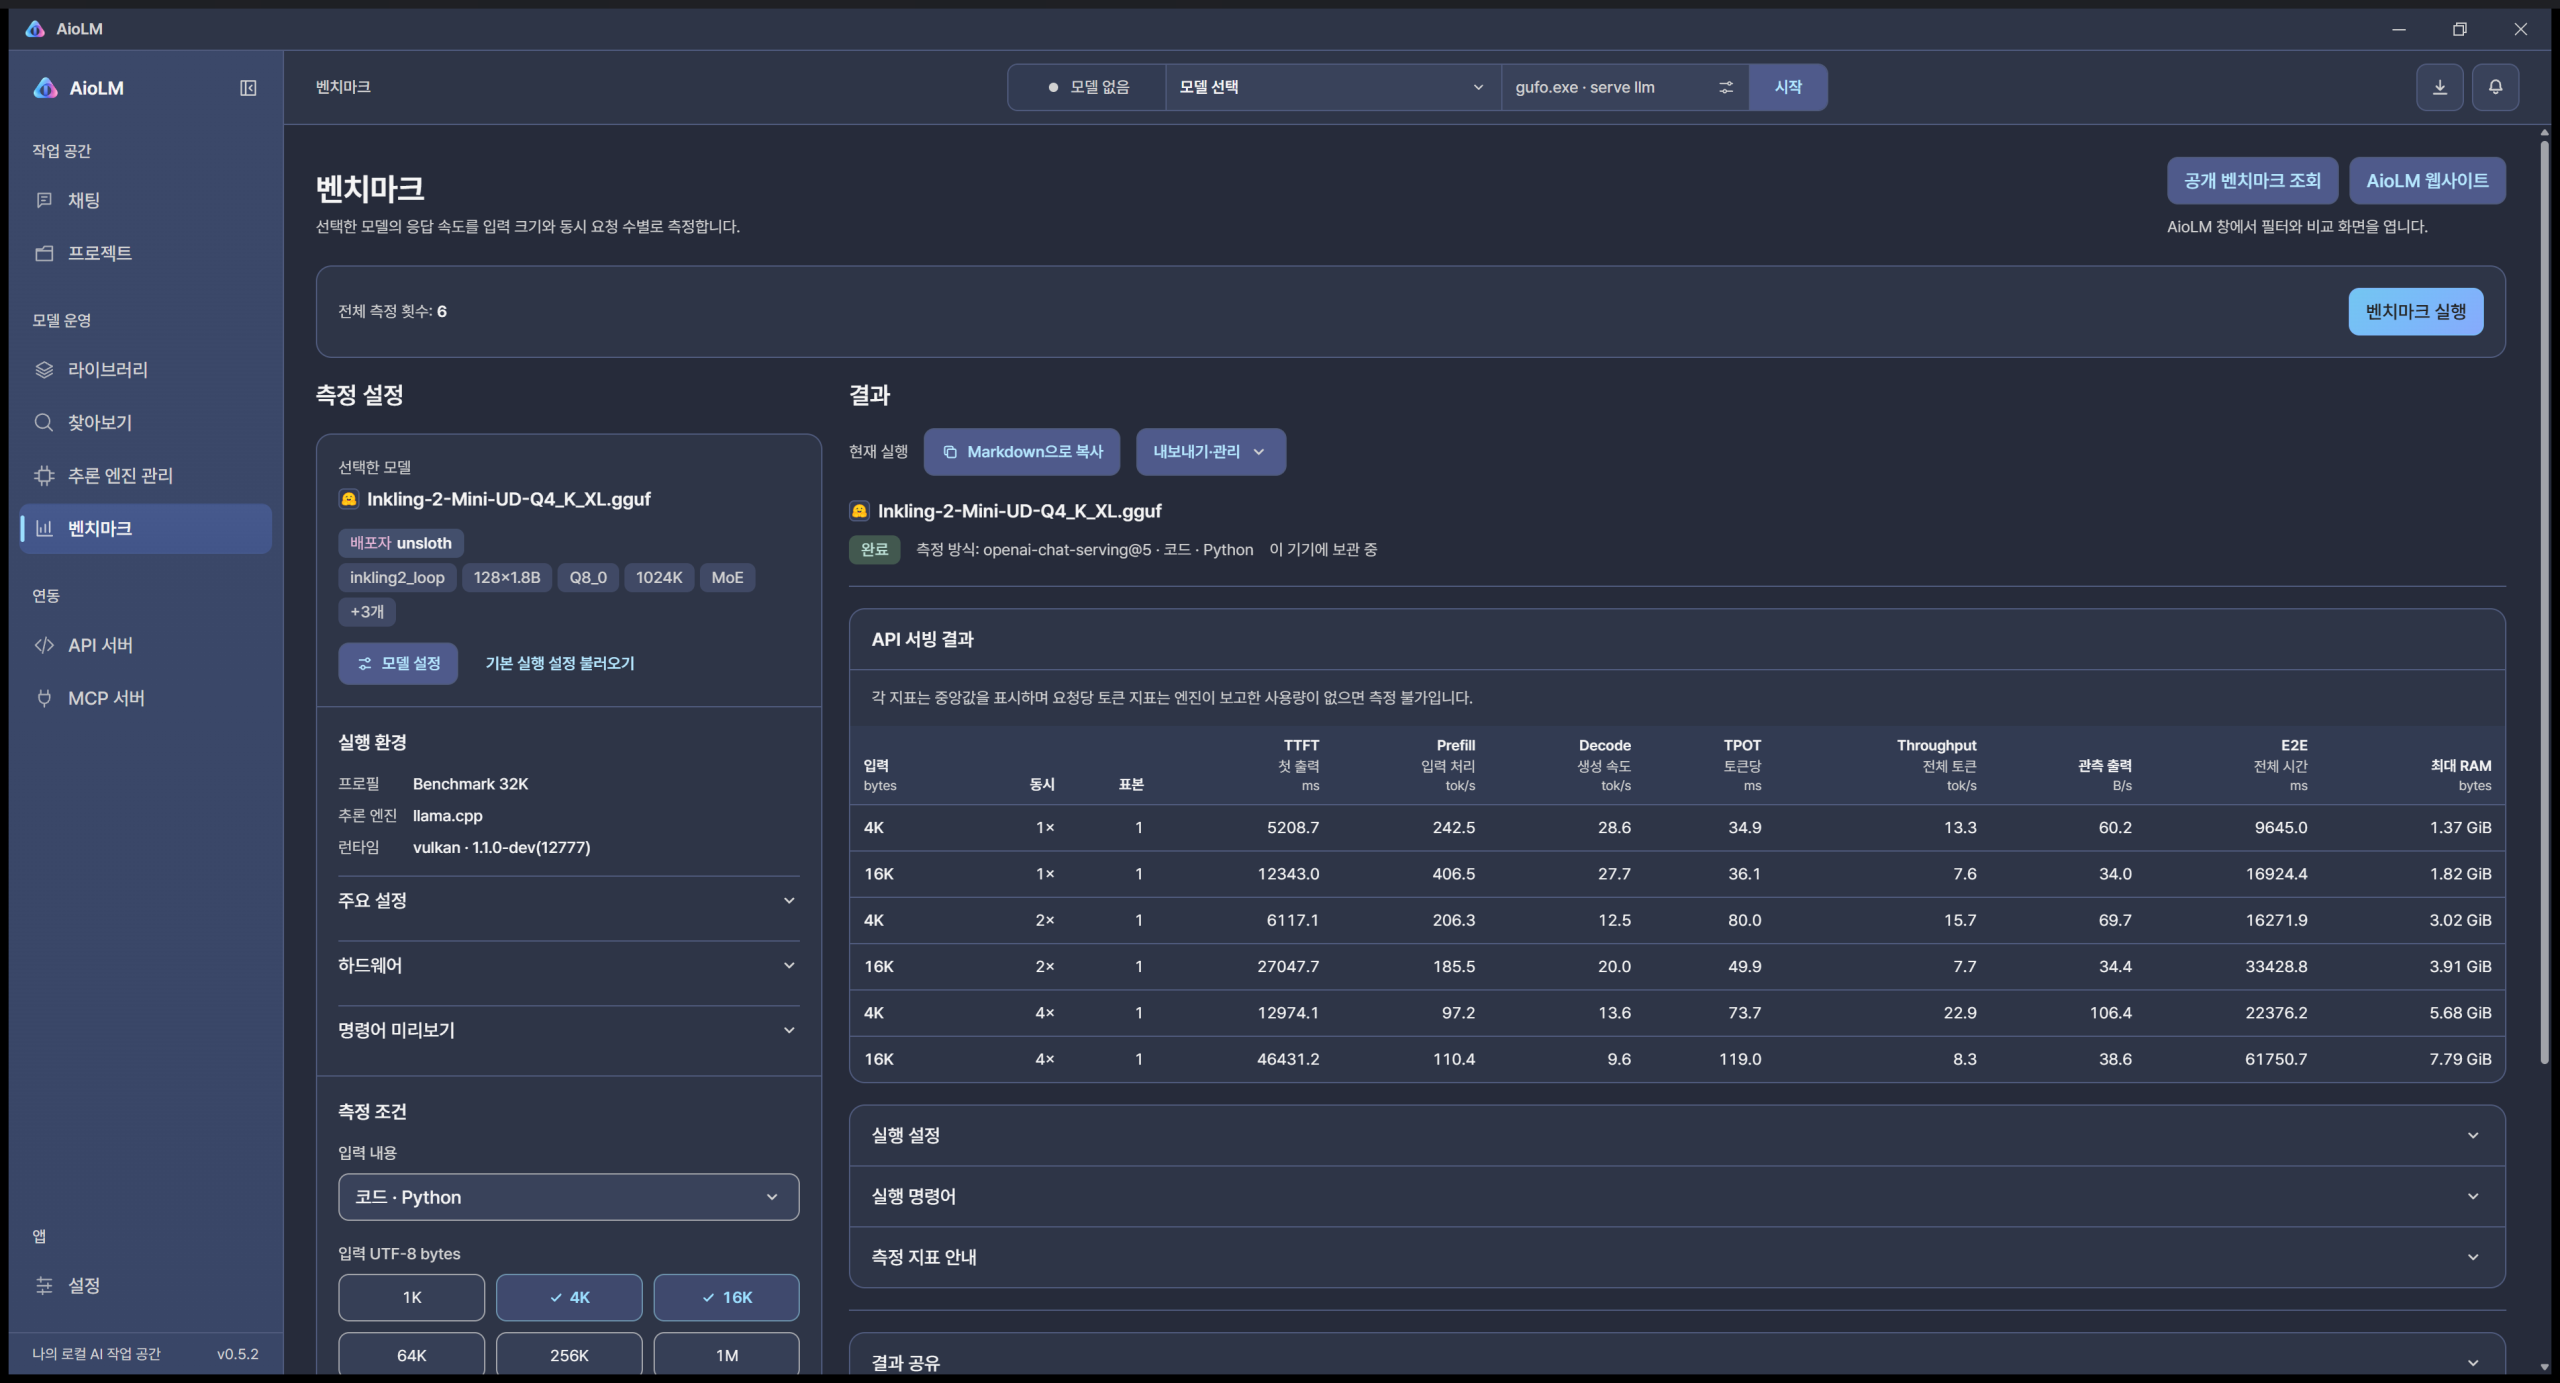 AioLM
AioLM
작업 공간
채팅
프로젝트
모델 운영
라이브러리
찾아보기
추론 엔진 관리
벤치마크
연동
API 서버
MCP 서버
앱
설정
나의 로컬 AI 작업 공간 v0.5.2
벤치마크
모델 없음 모델 선택 gufo.exe · serve llm 시작
벤치마크
선택한 모델의 응답 속도를 입력 크기와 동시 요청 수별로 측정합니다.
공개 벤치마크 조회 AioLM 웹사이트
AioLM 창에서 필터와 비교 화면을 엽니다.
전체 측정 횟수: 6 벤치마크 실행
측정 설정
선택한 모델
Inkling-2-Mini-UD-Q4_K_XL.gguf
배포자 unsloth
inkling2_loop 128×1.8B Q8_0 1024K MoE
+3개
모델 설정 기본 실행 설정 불러오기
실행 환경
프로필 Benchmark 32K
추론 엔진 llama.cpp
런타임 vulkan · 1.1.0-dev(12777)
주요 설정
하드웨어
명령어 미리보기
측정 조건
입력 내용
코드 · Python
입력 UTF-8 bytes
1K 4K 16K
64K 256K 1M
결과
현재 실행 Markdown으로 복사 내보내기·관리
Inkling-2-Mini-UD-Q4_K_XL.gguf
완료 측정 방식: openai-chat-serving@5 · 코드 · Python 이 기기에 보관 중
API 서빙 결과
각 지표는 중앙값을 표시하며 요청당 토큰 지표는 엔진이 보고한 사용량이 없으면 측정 불가입니다.
TTFT Prefill Decode TPOT Throughput E2E
입력 첫 출력 입력 처리 생성 속도 토큰당 전체 토큰 관측 출력 전체 시간 최대 RAM
bytes 동시 표본 ms tok/s tok/s ms tok/s B/s ms bytes
4K 1× 1 5208.7 242.5 28.6 34.9 13.3 60.2 9645.0 1.37 GiB
16K 1× 1 12343.0 406.5 27.7 36.1 7.6 34.0 16924.4 1.82 GiB
4K 2× 1 6117.1 206.3 12.5 80.0 15.7 69.7 16271.9 3.02 GiB
16K 2× 1 27047.7 185.5 20.0 49.9 7.7 34.4 33428.8 3.91 GiB
4K 4× 1 12974.1 97.2 13.6 73.7 22.9 106.4 22376.2 5.68 GiB
16K 4× 1 46431.2 110.4 9.6 119.0 8.3 38.6 61750.7 7.79 GiB
실행 설정
실행 명령어
측정 지표 안내
결과 공유